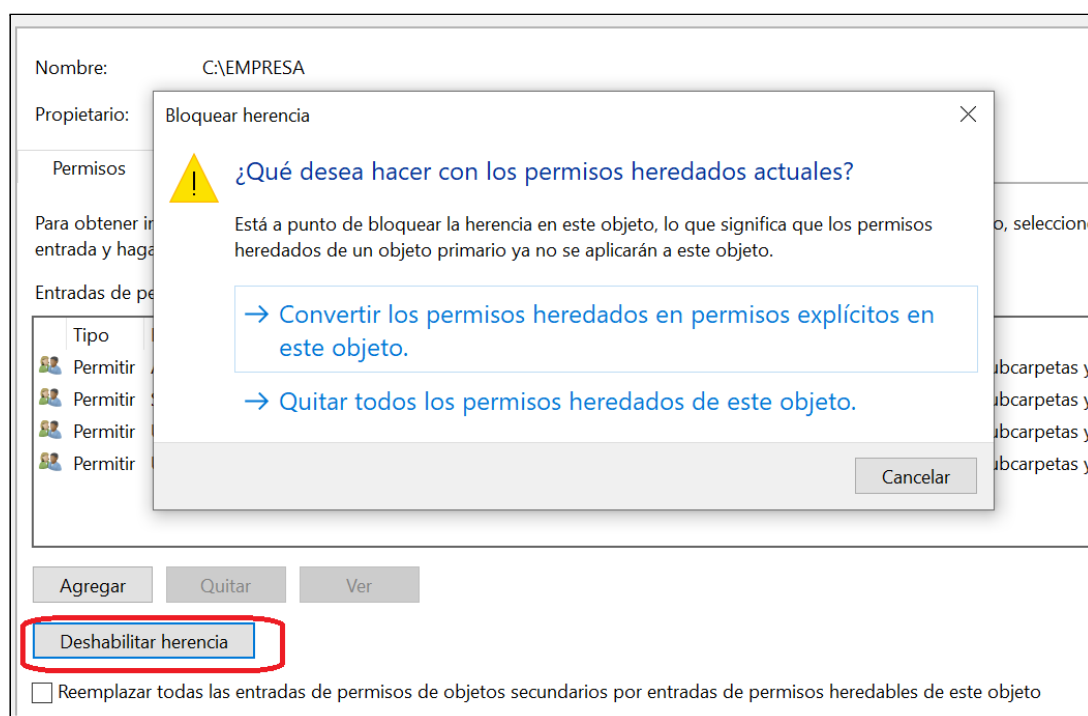 Nombre: C:\EMPRESA
Propietario:
Bloquear herencia
Permisos
¿Qué desea hacer con los permisos heredados actuales?
Para obtener
Está a punto de bloquear la herencia en este objeto, lo que significa que los permisos
o, seleccion
entrada y haga
heredados de un objeto primario ya no se aplicarán a este objeto.
Entradas de pe
→ Convertir los permisos heredados en permisos explícitos en
este objeto.
Tipo
Permitir
ubcarpetas y
Permitir
ubcarpetas y
→ Quitar todos los permisos heredados de este objeto.
Permitir
ubcarpetas y
Permitir
ubcarpetas y
Cancelar
Agregar Quitar Ver
Deshabilitar herencia
Reemplazar todas las entradas de permisos de objetos secundarios por entradas de permisos heredables de este objeto